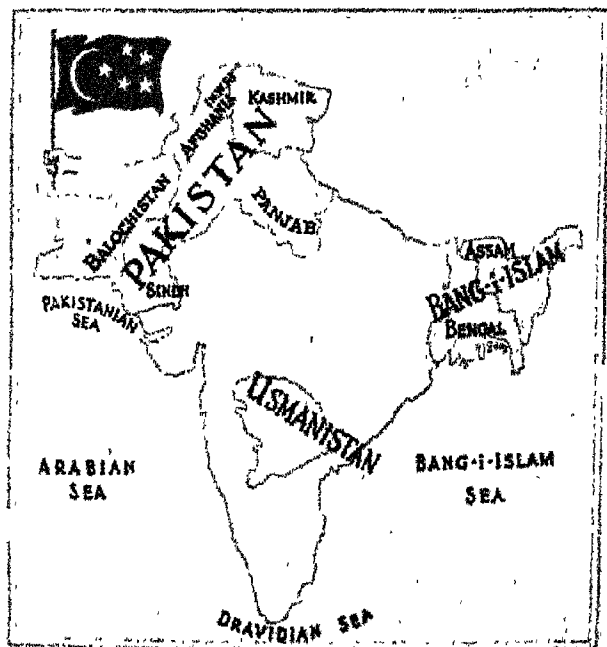 KASHMIR
AFGHANIA
PAKISTAN
PANJAB
BALOCHISTAN
SINDH
PAKISTANIAN
SEA
ASSAM
BANG-i-ISLAM
BENGAL
USMANISTAN
ARABIAN
SEA
BANG-i-ISLAM
SEA
DRAVIDIAN SEA